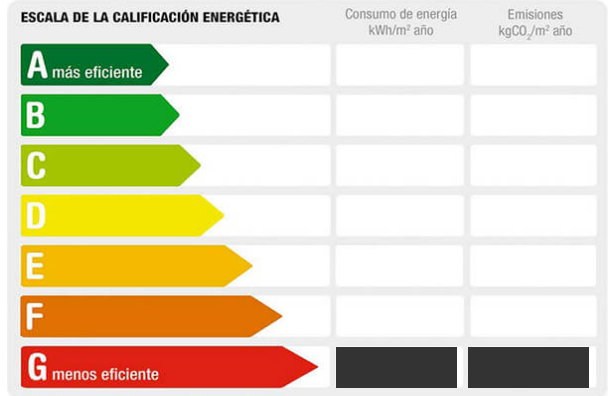 ESCALA DE LA CALIFICACIÓN ENERGÉTICA
Consumo de energía
kWh/m² año
Emisiones
kgCO₂/m² año
A más eficiente
B
C
D
E
F
G menos eficiente